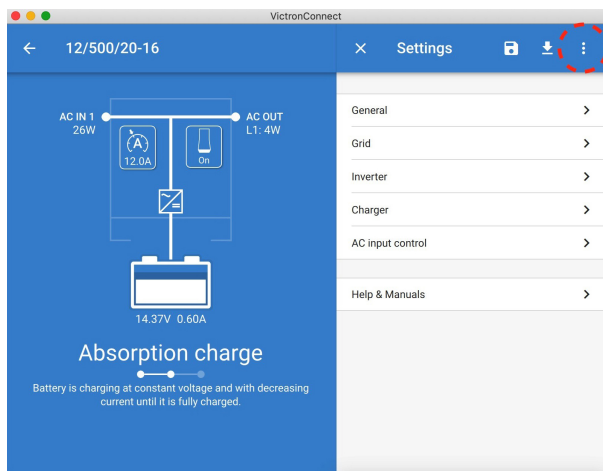 VictronConnect
12/500/20-16
AC IN 1
26W
AC OUT
L1: 4W
A
12.0A
On
14.37V 0.60A
Absorption charge
Battery is charging at constant voltage and with decreasing
current until it is fully charged.
Settings
General
Grid
Inverter
Charger
AC input control
Help & Manuals